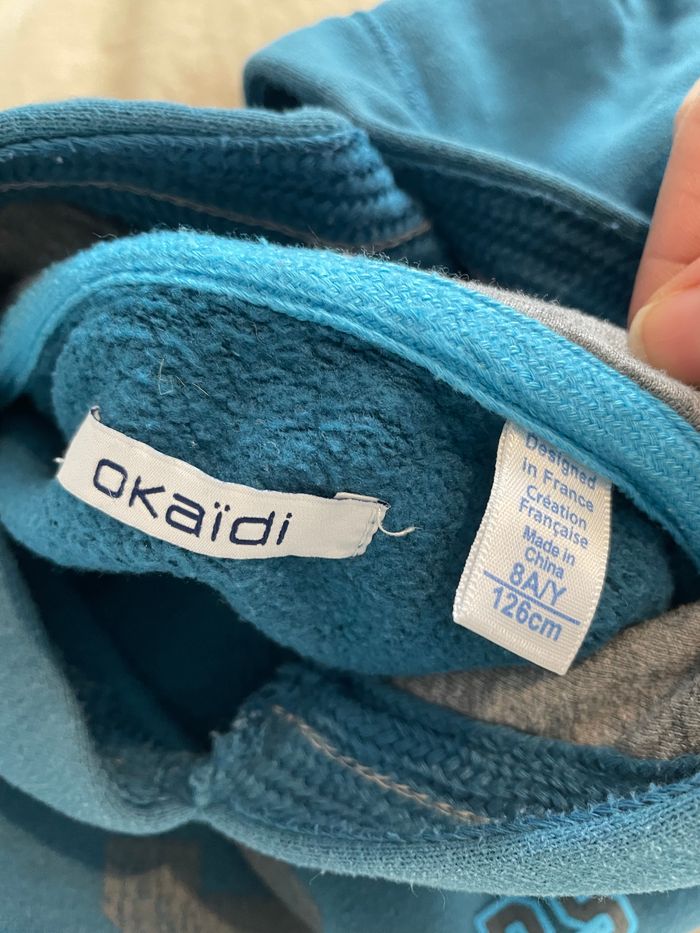 okaïdi
Designed
in France
Création
Française
Made in
China
8A/Y
126cm